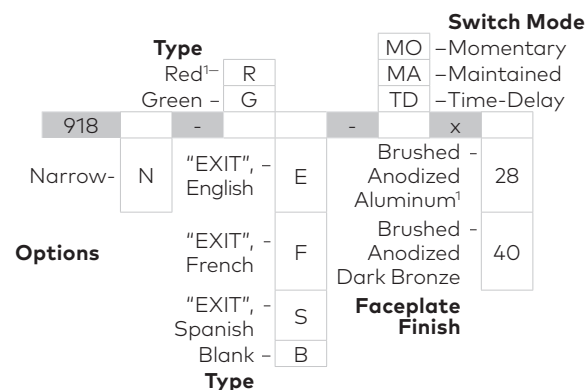 Switch Mode
Type MO –Momentary
Red¹– R MA –Maintained
Green – G TD –Time-Delay
918 - - x
Narrow- N "EXIT", – English E Brushed - Anodized Aluminum¹ 28
Options "EXIT", - French F Brushed - Anodized Dark Bronze 40
"EXIT", - Spanish S Faceplate Finish
Blank – B
Type